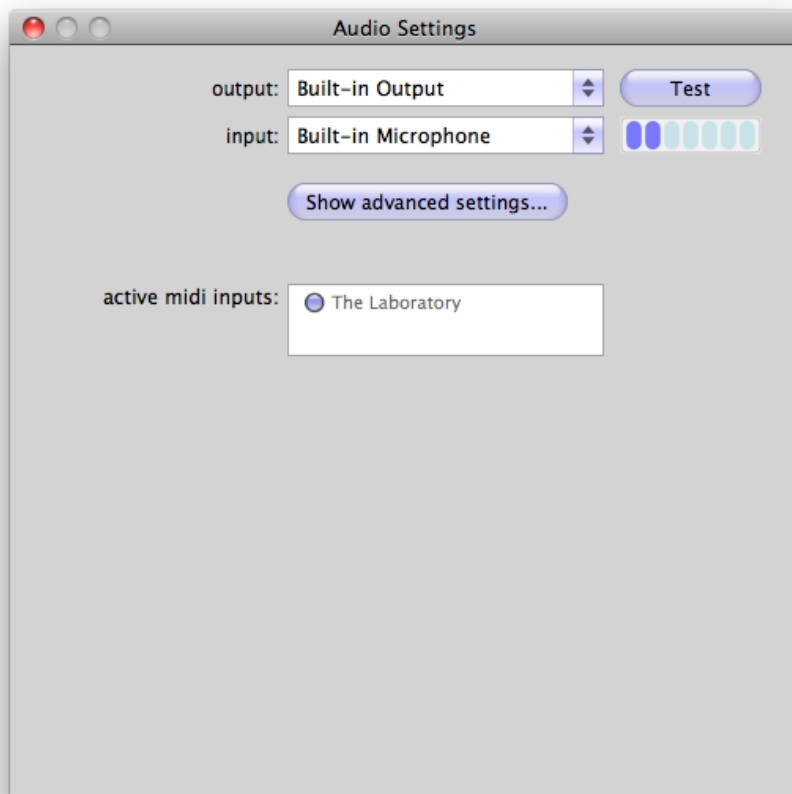 Audio Settings
output: Built-in Output Test
input: Built-in Microphone
Show advanced settings...
active midi inputs: The Laboratory